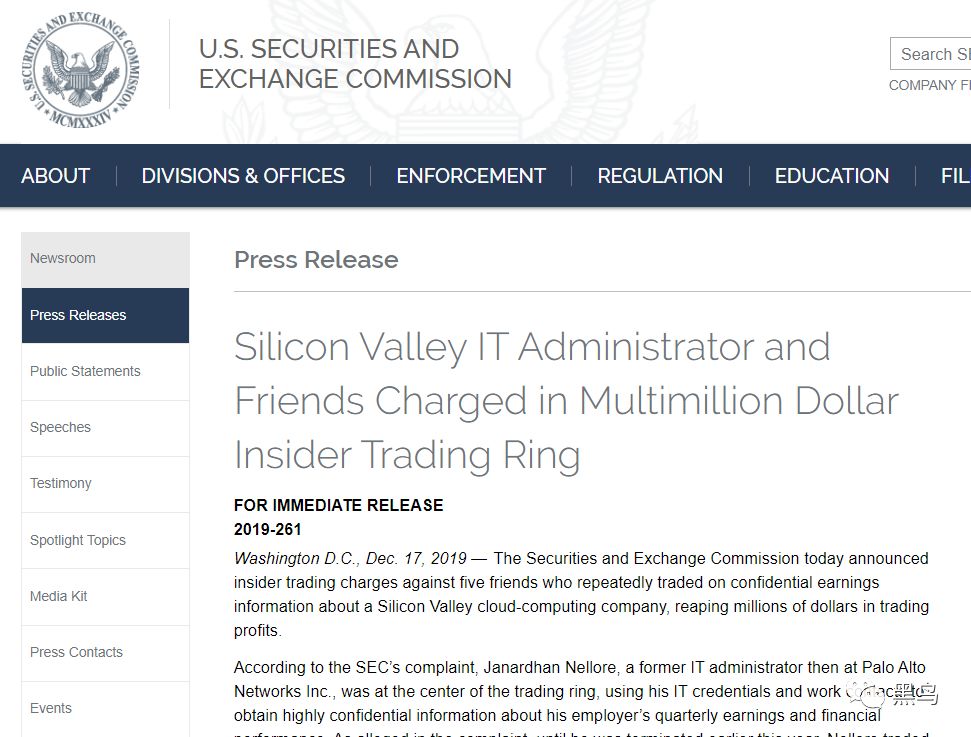 U.S. SECURITIES AND EXCHANGE COMMISSION
MCMXXXIV
U.S. SECURITIES AND
EXCHANGE COMMISSION
Search
COMPANY
ABOUT
DIVISIONS & OFFICES
ENFORCEMENT
REGULATION
EDUCATION
FIL
Newsroom
Press Releases
Public Statements
Speeches
Testimony
Spotlight Topics
Media Kit
Press Contacts
Events
Press Release
Silicon Valley IT Administrator and
Friends Charged in Multimillion Dollar
Insider Trading Ring
FOR IMMEDIATE RELEASE
2019-261
Washington D.C., Dec. 17, 2019 — The Securities and Exchange Commission today announced
insider trading charges against five friends who repeatedly traded on confidential earnings
information about a Silicon Valley cloud-computing company, reaping millions of dollars in trading
profits.
According to the SEC's complaint, Janardhan Nellore, a former IT administrator then at Palo Alto
Networks Inc., was at the center of the trading ring, using his IT credentials and work to
obtain highly confidential information about his employer's quarterly earnings and financial
黑鸟